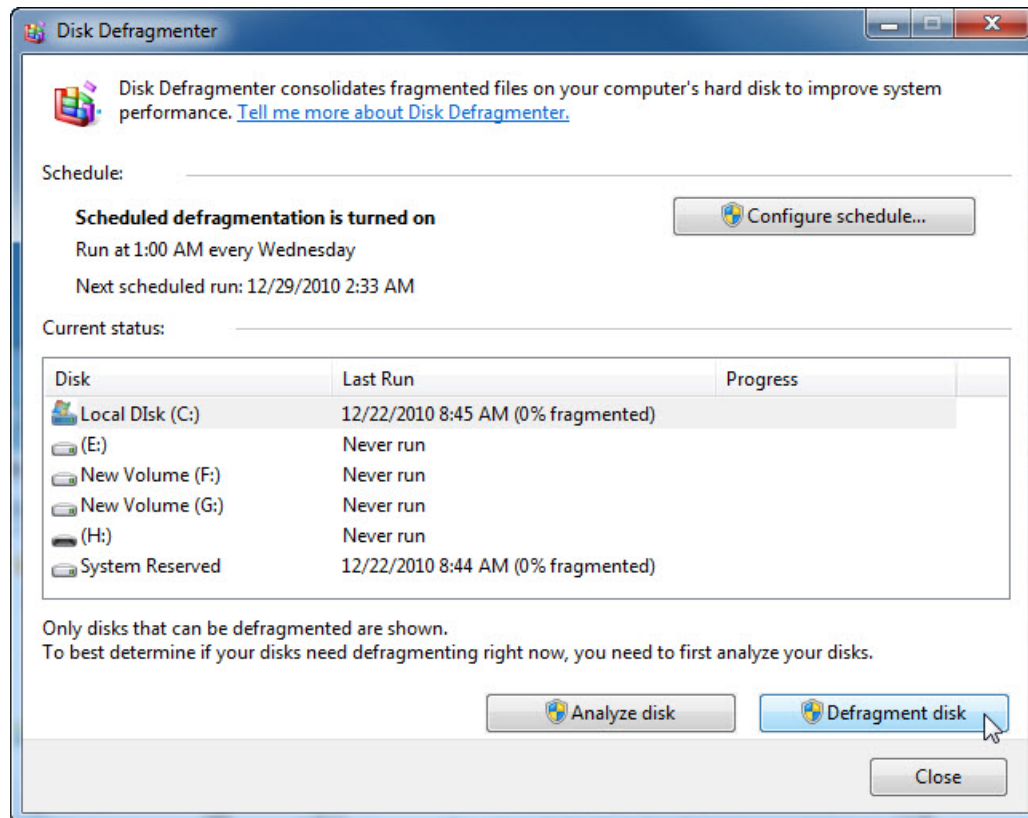 Disk Defragmenter
Disk Defragmenter consolidates fragmented files on your computer's hard disk to improve system
performance. Tell me more about Disk Defragmenter.
Schedule:
Scheduled defragmentation is turned on
Configure schedule...
Run at 1:00 AM every Wednesday
Next scheduled run: 12/29/2010 2:33 AM
Current status:
Disk Last Run Progress
Local DIsk (C:) 12/22/2010 8:45 AM (0% fragmented)
(E:) Never run
New Volume (F:) Never run
New Volume (G:) Never run
(H:) Never run
System Reserved 12/22/2010 8:44 AM (0% fragmented)
Only disks that can be defragmented are shown.
To best determine if your disks need defragmenting right now, you need to first analyze your disks.
Analyze disk Defragment disk
Close